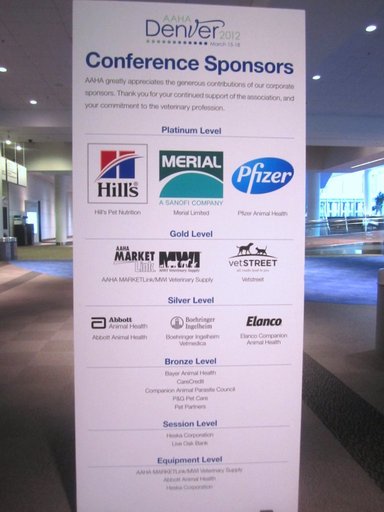 AAHA
Denver 2012
March 15-18
Conference Sponsors
AAHA greatly appreciates the generous contributions of our corporate
sponsors. Thank you for your continued support of the association, and
your commitment to the veterinary profession.
Platinum Level
Hill's
MERIAL
A SANOFI COMPANY
Pfizer
Hill's Pet Nutrition
Merial Limited
Pfizer Animal Health
Gold Level
AAHA
MARKET
Link
MWI
MWI Veterinary Supply
vetSTREET
AAHA MARKETLink/MWI Veterinary Supply
Vetstreet
Silver Level
Abbott
Animal Health
Boehringer
Ingelheim
Elanco
Abbott Animal Health
Boehringer Ingelheim
Vetmedica
Elanco Companion
Animal Health
Bronze Level
Bayer Animal Health
CareCredit
Companion Animal Parasite Council
P&G Pet Care
Pet Partners
Session Level
Heska Corporation
Live Oak Bank
Equipment Level
AAHA MARKETLink/MWI Veterinary Supply
Abbott Animal Health
Heska Corporation